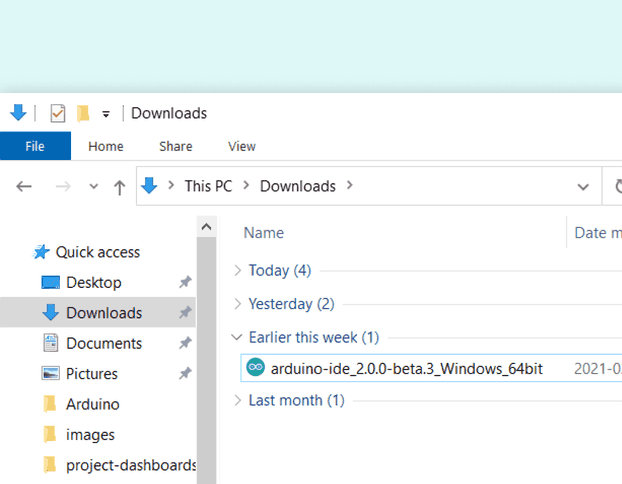 Downloads
File Home Share View
This PC Downloads
Name Date m
Quick access
Desktop
Downloads
Documents
Pictures
Arduino
images
project-dashboards
Today (4)
Yesterday (2)
Earlier this week (1)
arduino-ide_2.0.0-beta.3_Windows_64bit 2021-0
Last month (1)